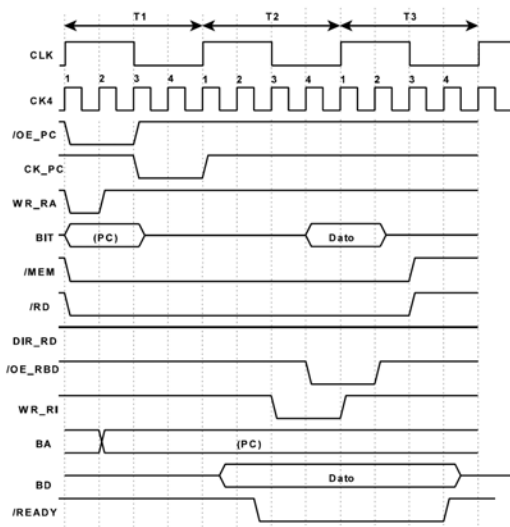 T1 T2 T3
CLK
1 2 3 4 1 2 3 4 1 2 3 4
CK4
/OE_PC
CK_PC
WR_RA
BIT (PC) Dato
/MEM
/RD
DIR_RD
/OE_RBD
WR_RI
BA (PC)
BD Dato
/READY